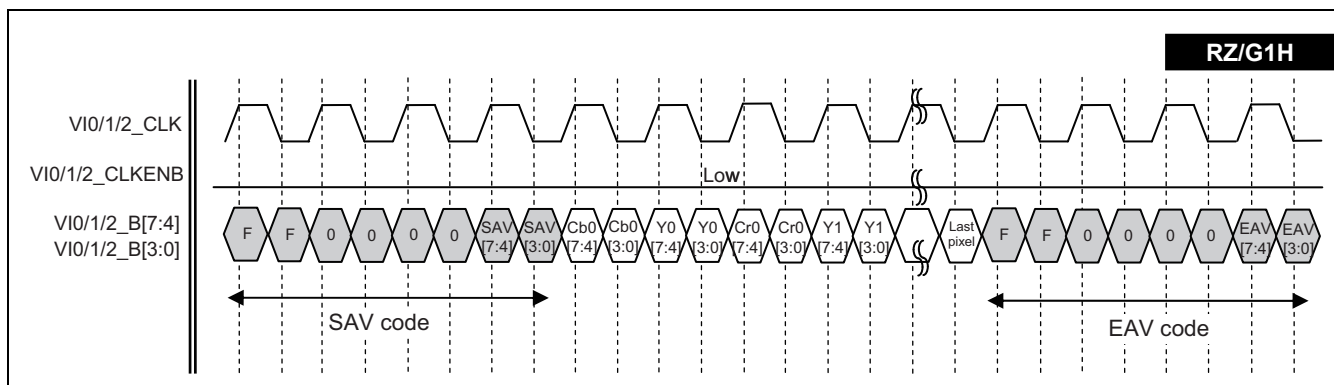 RZ/G1H
VI0/1/2_CLK
VI0/1/2_CLKENB
Low
VI0/1/2_B[7:4]
VI0/1/2_B[3:0]
F F 0 0 0 0 SAV [7:4] SAV [3:0] Cb0 [7:4] Cb0 [3:0] Y0 [7:4] Y0 [3:0] Cr0 [7:4] Cr0 [3:0] Y1 [7:4] Y1 [3:0] Last pixel F F 0 0 0 0 EAV [7:4] EAV [3:0]
SAV code
EAV code